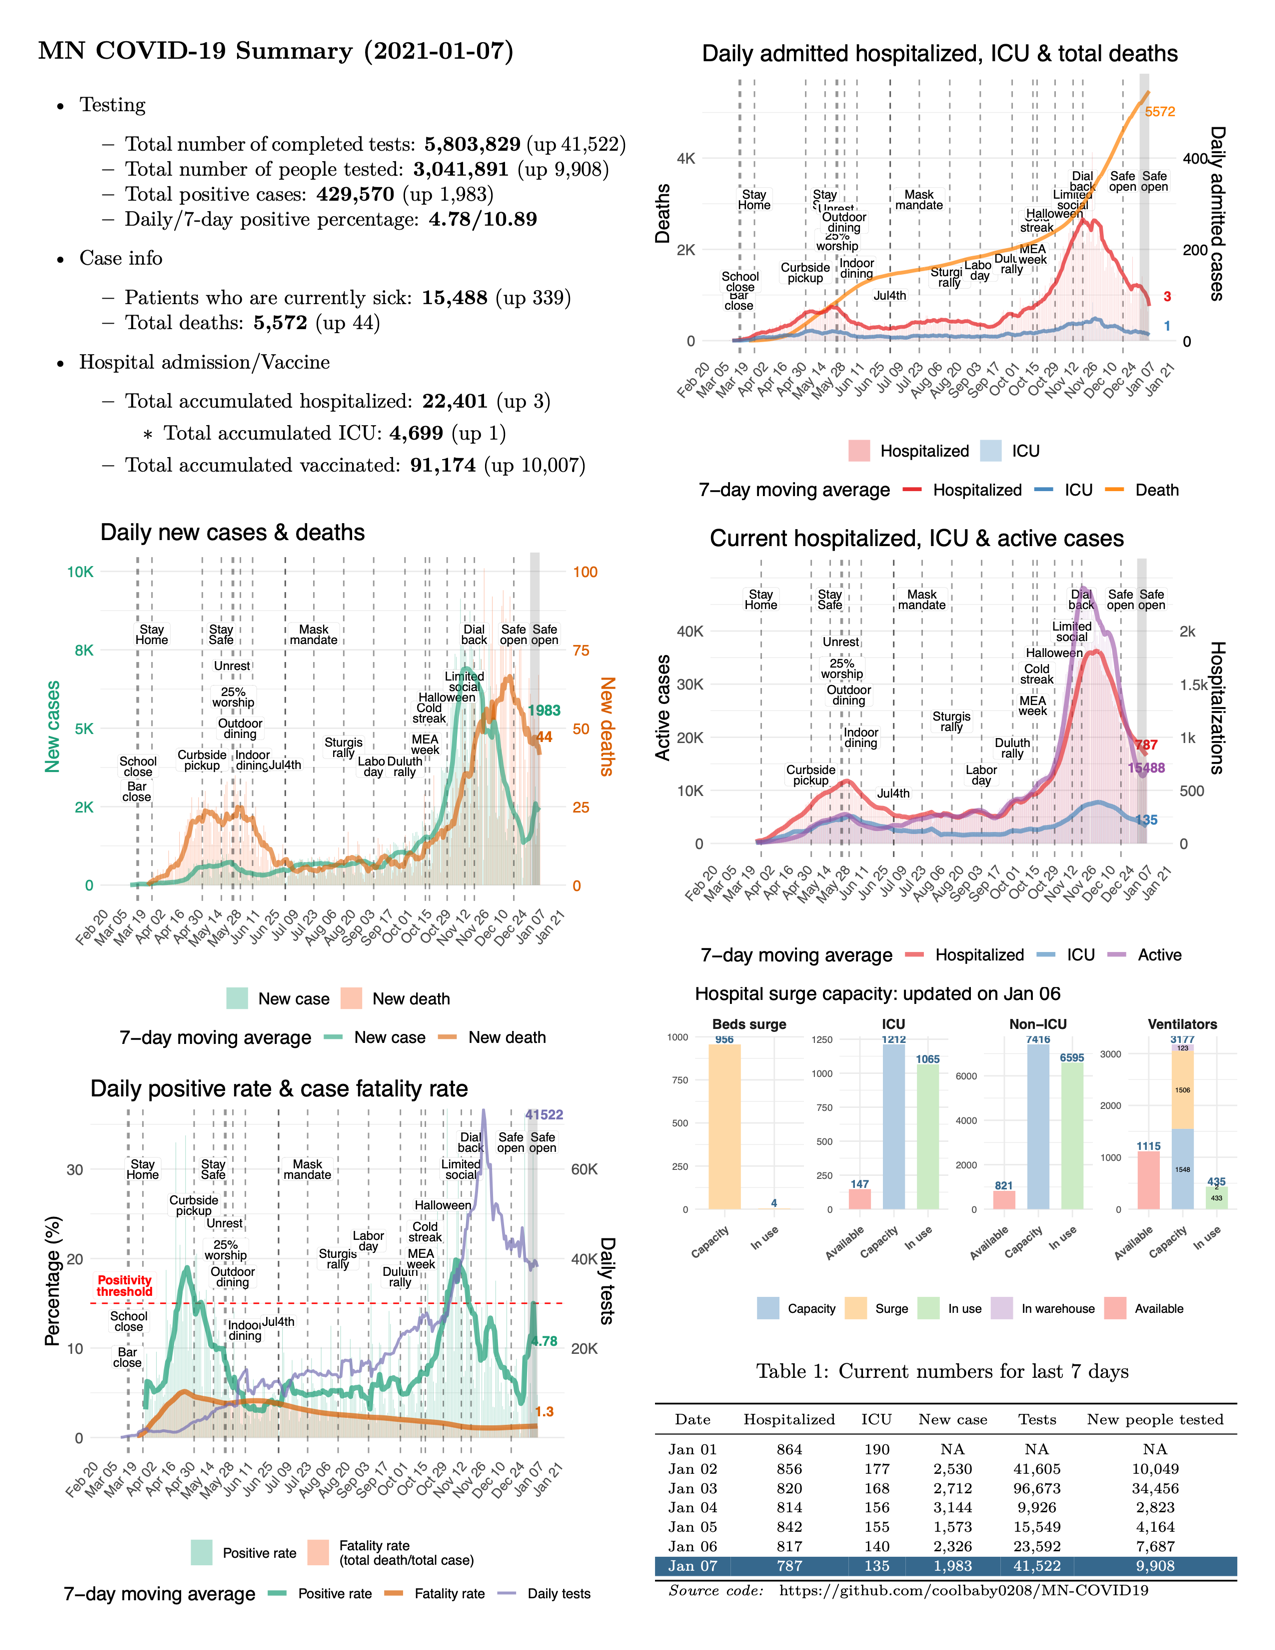 MN COVID-19 Summary (2021-01-07)
• Testing
– Total number of completed tests: 5,803,829 (up 41,522)
– Total number of people tested: 3,041,891 (up 9,908)
– Total positive cases: 429,570 (up 1,983)
– Daily/7-day positive percentage: 4.78/10.89
• Case info
– Patients who are currently sick: 15,488 (up 339)
– Total deaths: 5,572 (up 44)
• Hospital admission/Vaccine
– Total accumulated hospitalized: 22,401 (up 3)
∗ Total accumulated ICU: 4,699 (up 1)
– Total accumulated vaccinated: 91,174 (up 10,007)
Daily new cases & deaths
10K
8K
5K
2K
0
New cases
100
75
50
25
0
New deaths
Stay
Home
Stay
Safe
Mask
mandate
Dial
back
Safe
open
Safe
open
Unrest
25%
worship
Limited
social
Halloween
Cold
streak
1983
Outdoor
dining
44
School
close
Curbside
pickup
Indoor
dining
Jul4th
Sturgis
rally
Labo
day
Duluth
rally
MEA
week
Bar
close
Feb 20 Mar 05 Mar 19 Apr 02 Apr 16 Apr 30 May 14 May 28 Jun 11 Jun 25 Jul 09 Jul 23 Aug 06 Aug 20 Sep 03 Sep 17 Oct 01 Oct 15 Oct 29 Nov 12 Nov 26 Dec 10 Dec 24 Jan 07 Jan 21
New case New death
7−day moving average New case New death
Daily positive rate & case fatality rate
30
20
10
0
Percentage (%)
60K
40K
20K
Daily tests
41522
Stay
Home
Stay
Safe
Mask
mandate
Dial
back
Safe
open
Safe
open
Limited
social
Curbside
pickup
Halloween
Unrest
25%
worship
Outdoor
dining
Labor
day
Sturgis
rally
Cold
streak
MEA
week
Duluth
rally
Positivity
threshold
School
close
Indoor
dining
Jul4th
Bar
close
4.78
1.3
Feb 20 Mar 05 Mar 19 Apr 02 Apr 16 Apr 30 May 14 May 28 Jun 11 Jun 25 Jul 09 Jul 23 Aug 06 Aug 20 Sep 03 Sep 17 Oct 01 Oct 15 Oct 29 Nov 12 Nov 26 Dec 10 Dec 24 Jan 07 Jan 21
Positive rate Fatality rate
(total death/total case)
7−day moving average Positive rate Fatality rate Daily tests
Daily admitted hospitalized, ICU & total deaths
4K
2K
0
Deaths
400
200
0
Daily admitted cases
5572
Stay
Home
Stay
Unrest
Outdoor
dining
25%
worship
Mask
mandate
Dial
back
Safe
open
Safe
open
Limited
social
Halloween
streak
MEA
week
School
close
Bar
close
Curbside
pickup
Indoor
dining
Jul4th
Sturgi
rally
Labo
day
Dulu
rally
3
1
Feb 20 Mar 05 Mar 19 Apr 02 Apr 16 Apr 30 May 14 May 28 Jun 11 Jun 25 Jul 09 Jul 23 Aug 06 Aug 20 Sep 03 Sep 17 Oct 01 Oct 15 Oct 29 Nov 12 Nov 26 Dec 10 Dec 24 Jan 07 Jan 21
Hospitalized ICU
7−day moving average Hospitalized ICU Death
Current hospitalized, ICU & active cases
40K
30K
20K
10K
0
Active cases
2k
1.5k
1k
500
0
Hospitalizations
Stay
Home
Stay
Safe
Mask
mandate
Dial
back
Safe
open
Safe
open
Unrest
25%
worship
Outdoor
dining
Limited
social
Halloween
Cold
streak
MEA
week
Sturgis
rally
Indoor
dining
Duluth
rally
Curbside
pickup
Jul4th
Labor
day
787
15488
135
Feb 20 Mar 05 Mar 19 Apr 02 Apr 16 Apr 30 May 14 May 28 Jun 11 Jun 25 Jul 09 Jul 23 Aug 06 Aug 20 Sep 03 Sep 17 Oct 01 Oct 15 Oct 29 Nov 12 Nov 26 Dec 10 Dec 24 Jan 07 Jan 21
7−day moving average Hospitalized ICU Active
Hospital surge capacity: updated on Jan 06
Beds surge
1000
750
500
250
0
956
4
Capacity In use
ICU
1250
1000
750
500
250
0
147
1212
1065
Available Capacity In use
Non−ICU
6000
4000
2000
0
821
7416
6595
Available Capacity In use
Ventilators
3000
2000
1000
0
1115
3177
123
1506
1548
435
2
433
Available Capacity In use
Capacity Surge In use In warehouse Available
Table 1: Current numbers for last 7 days
Date Hospitalized ICU New case Tests New people tested
Jan 01 864 190 NA NA NA
Jan 02 856 177 2,530 41,605 10,049
Jan 03 820 168 2,712 96,673 34,456
Jan 04 814 156 3,144 9,926 2,823
Jan 05 842 155 1,573 15,549 4,164
Jan 06 817 140 2,326 23,592 7,687
Jan 07 787 135 1,983 41,522 9,908
Source code: https://github.com/coolbaby0208/MN-COVID19